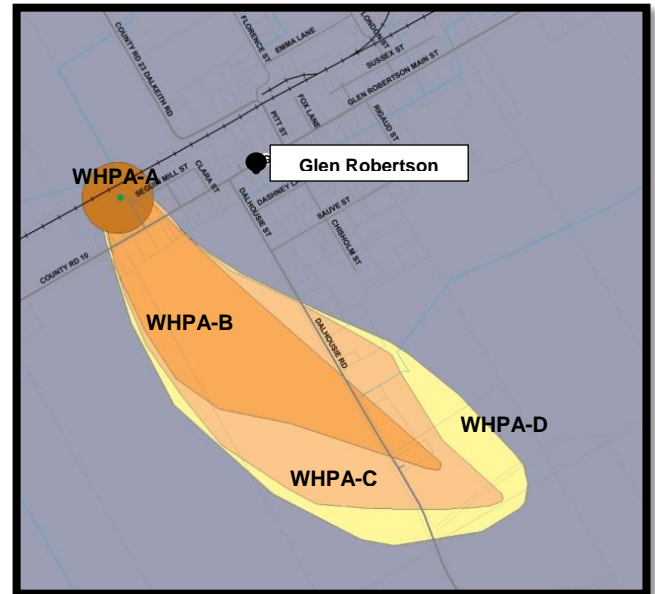 COUNTY RD 23 DALKEITH RD
FLORENCE ST
EMMA LANE
LONDON ST
SUSSEX ST
GLEN ROBERTSON MAIN ST
FOX LANE
PITT ST
RIGAUD ST
Glen Robertson
WHPA-A
SEGUIN MILL ST
CLARA ST
DALHOUSIE ST
SAUVE ST
CHISHOLM ST
COUNTY RD 10
WHPA-B
DALHOUSIE RD
WHPA-D
WHPA-C